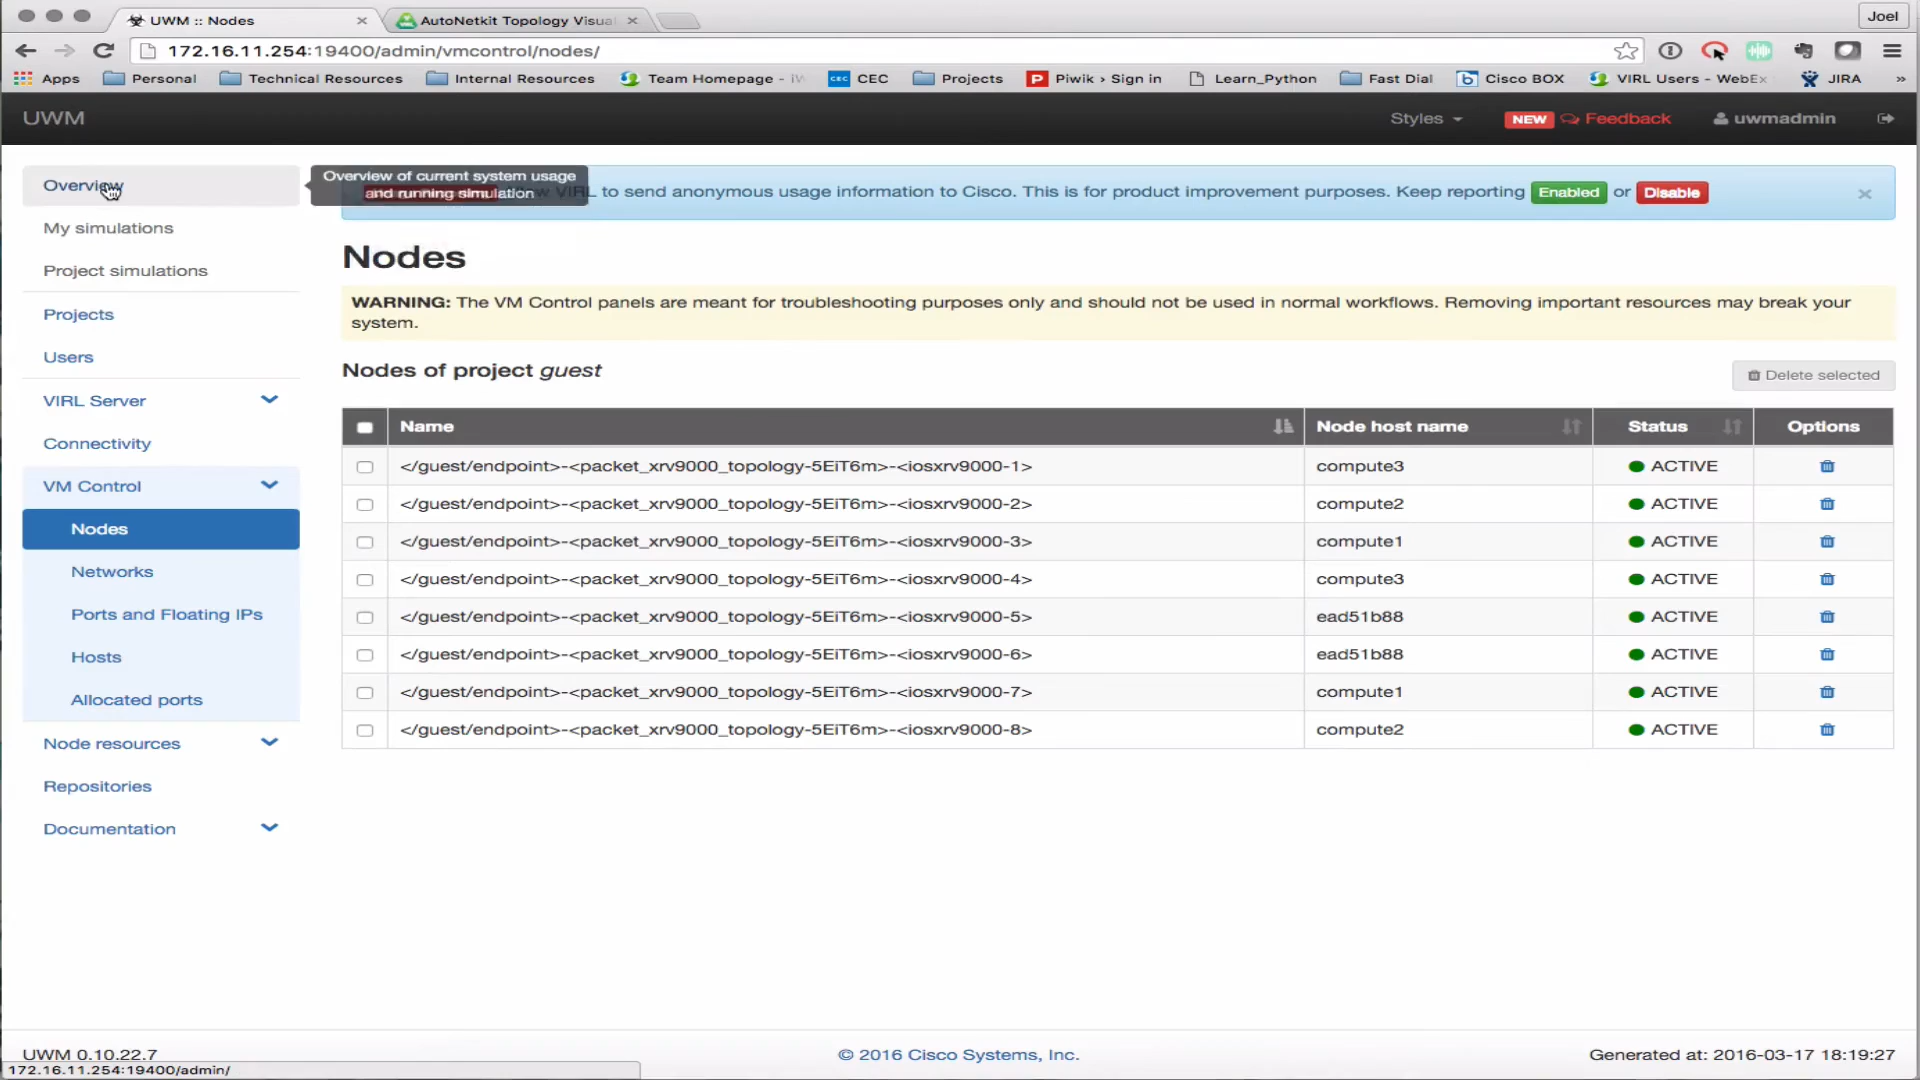 UWM :: Nodes
AutoNetkit Topology Visua
Joel
172.16.11.254:19400/admin/vmcontrol/nodes/
Apps Personal Technical Resources Internal Resources Team Homepage - iW CEC CEC Projects Piwik › Sign in Learn_Python Fast Dial Cisco BOX VIRL Users - WebEx JIRA »
UWM Styles NEW Feedback uwmadmin
Overview
My simulations
Project simulations
Projects
Users
VIRL Server
Connectivity
VM Control
Nodes
Networks
Ports and Floating IPs
Hosts
Allocated ports
Node resources
Repositories
Documentation
Overview of current system usage
and running simulation
VIRL to send anonymous usage information to Cisco. This is for product improvement purposes. Keep reporting Enabled or Disable ×
Nodes
WARNING: The VM Control panels are meant for troubleshooting purposes only and should not be used in normal workflows. Removing important resources may break your
system.
Nodes of project guest
Delete selected
Name Node host name Status Options
</guest/endpoint>-<packet_xrv9000_topology-5EiT6m>-<iosxrv9000-1> compute3 ACTIVE
</guest/endpoint>-<packet_xrv9000_topology-5EiT6m>-<iosxrv9000-2> compute2 ACTIVE
</guest/endpoint>-<packet_xrv9000_topology-5EiT6m>-<iosxrv9000-3> compute1 ACTIVE
</guest/endpoint>-<packet_xrv9000_topology-5EiT6m>-<iosxrv9000-4> compute3 ACTIVE
</guest/endpoint>-<packet_xrv9000_topology-5EiT6m>-<iosxrv9000-5> ead51b88 ACTIVE
</guest/endpoint>-<packet_xrv9000_topology-5EiT6m>-<iosxrv9000-6> ead51b88 ACTIVE
</guest/endpoint>-<packet_xrv9000_topology-5EiT6m>-<iosxrv9000-7> compute1 ACTIVE
</guest/endpoint>-<packet_xrv9000_topology-5EiT6m>-<iosxrv9000-8> compute2 ACTIVE
UWM 0.10.22.7 © 2016 Cisco Systems, Inc. Generated at: 2016-03-17 18:19:27
172.16.11.254:19400/admin/